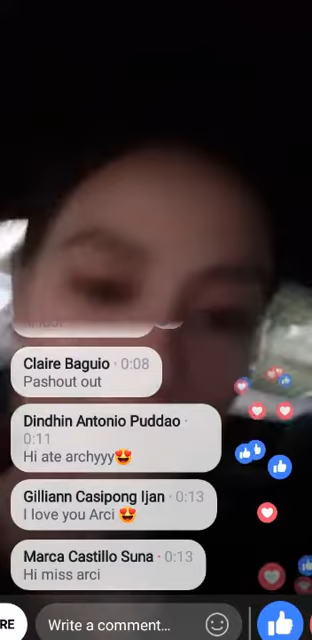 Claire Baguio · 0:08
Pashout out
Dindhin Antonio Puddao ·
0:11
Hi ate archyyy😍
Gilliann Casipong Ijan · 0:13
I love you Arci 😍
Marca Castillo Suna · 0:13
Hi miss arci
RE
Write a comment...